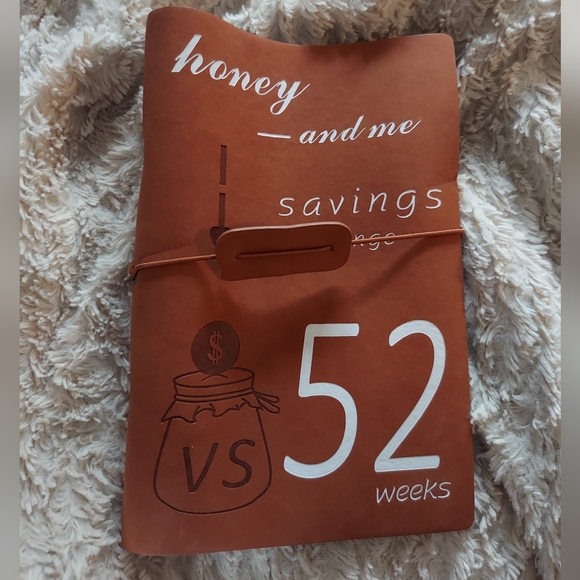 honey
— and me
savings
$
VS
52
weeks